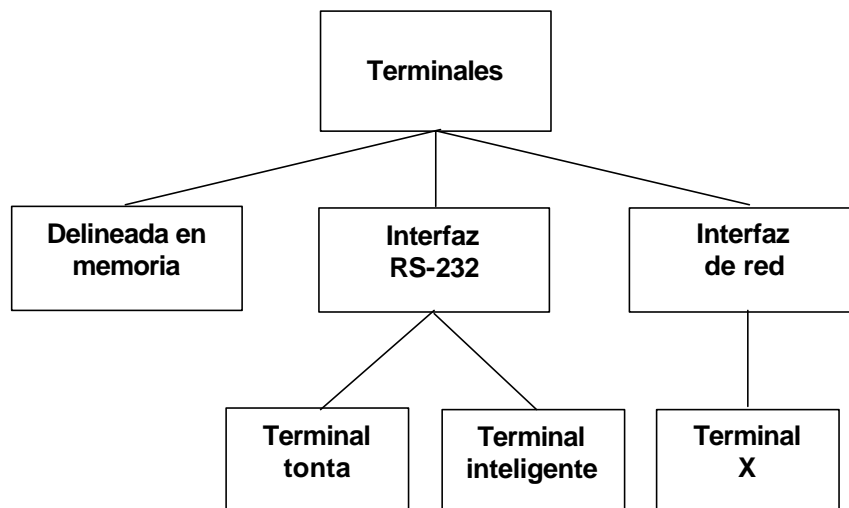 Terminales
Delineada en
memoria
Interfaz
RS-232
Interfaz
de red
Terminal
tonta
Terminal
inteligente
Terminal
X